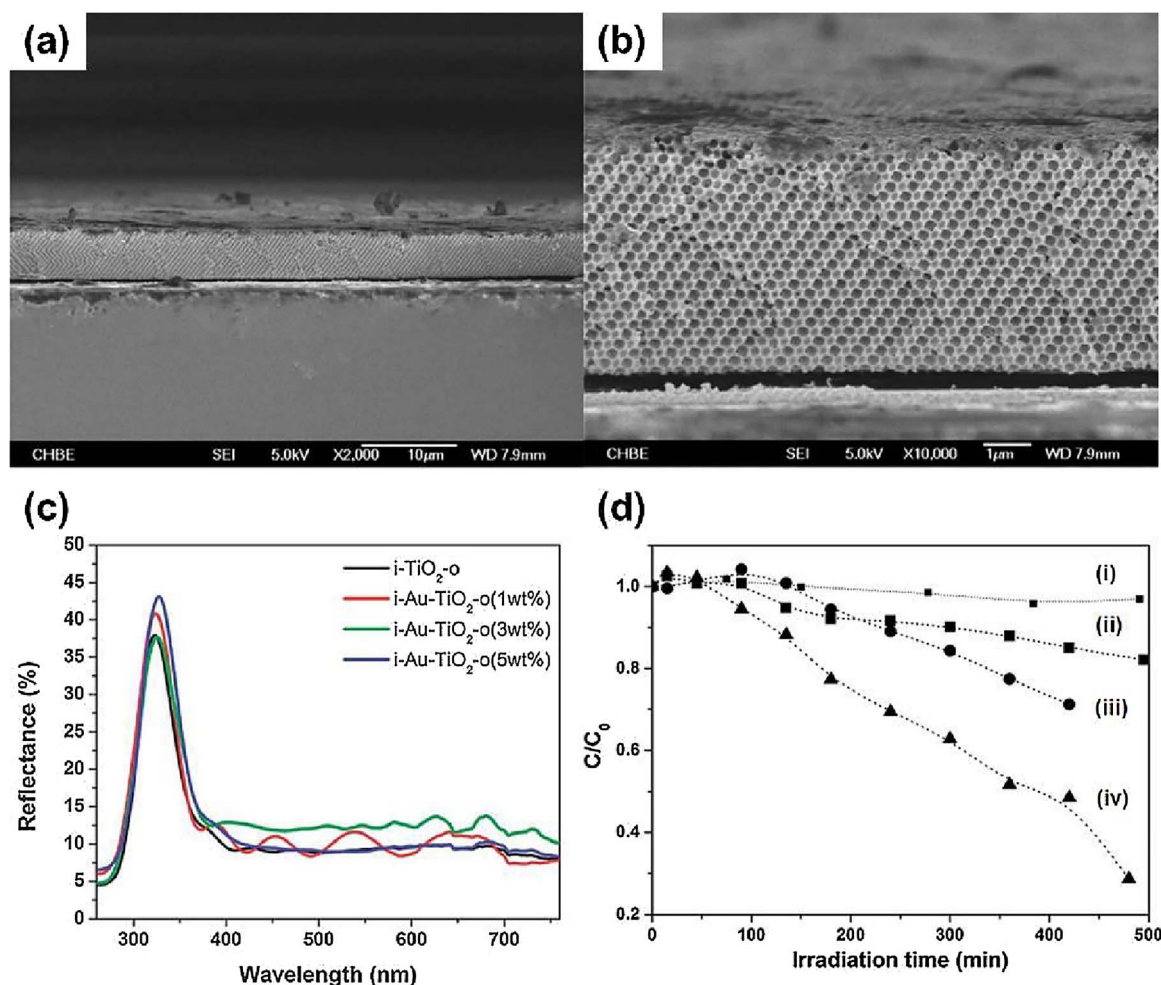 (a)
CHBE SEI 5.0kV X2,000 10μm WD 7.9mm
(b)
CHBE SEI 5.0kV X10,000 1μm WD 7.9mm
(c)
50
45
40
35
30
25
20
15
10
5
0
Reflectance (%)
300 400 500 600 700
Wavelength (nm)
i-TiO₂-o
i-Au-TiO₂-o(1wt%)
i-Au-TiO₂-o(3wt%)
i-Au-TiO₂-o(5wt%)
(d)
1.0
0.8
0.6
0.4
0.2
C/C₀
0 100 200 300 400 500
Irradiation time (min)
(i)
(ii)
(iii)
(iv)